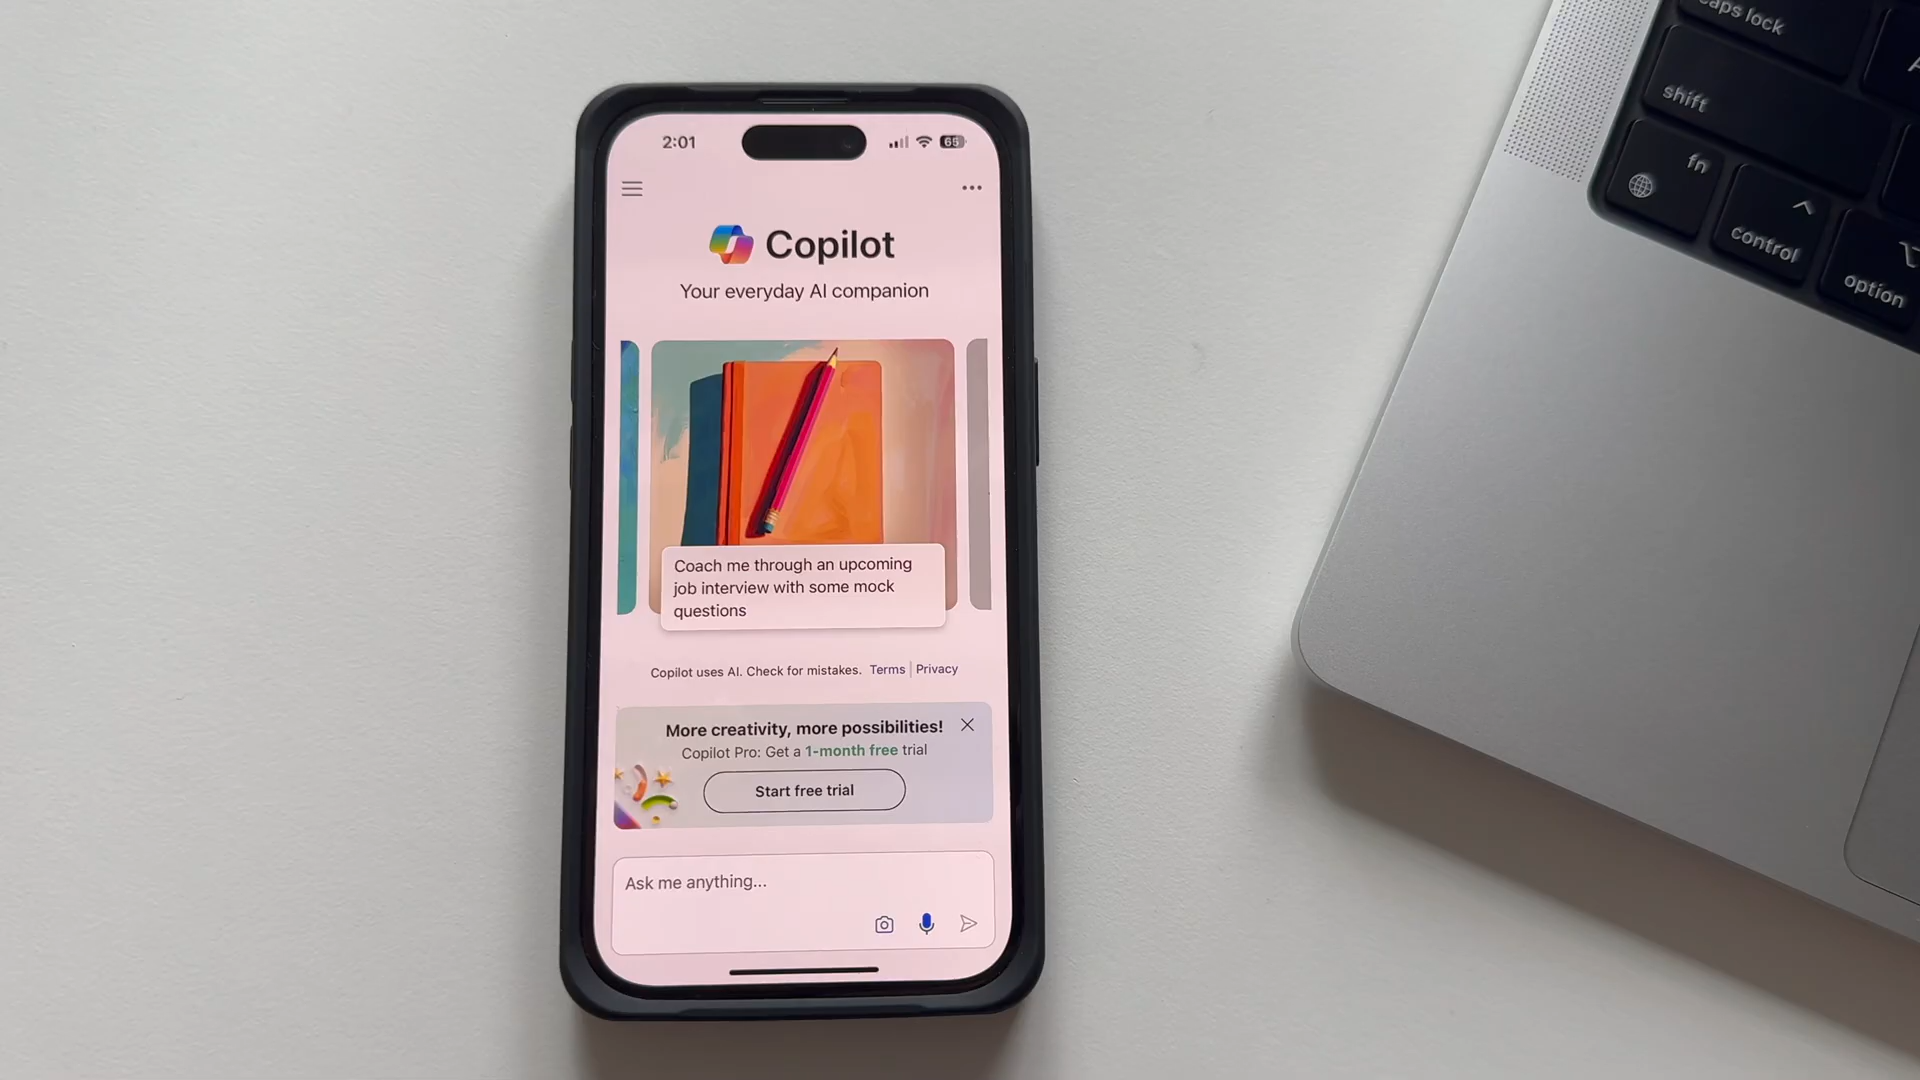 2:01
65
Copilot
Your everyday AI companion
Coach me through an upcoming
job interview with some mock
questions
Copilot uses AI. Check for mistakes. Terms | Privacy
More creativity, more possibilities!
Copilot Pro: Get a 1-month free trial
Start free trial
Ask me anything...
caps lock
shift
fn
control
option